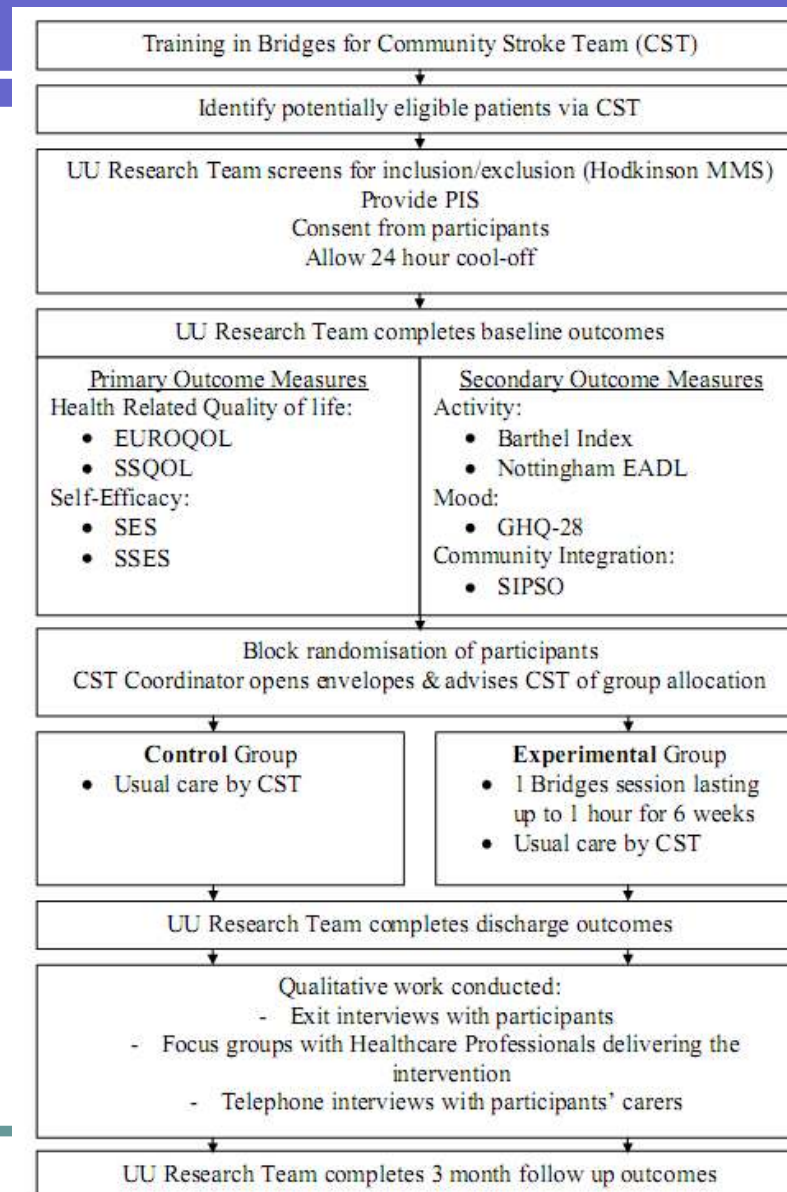 Training in Bridges for Community Stroke Team (CST)
Identify potentially eligible patients via CST
UU Research Team screens for inclusion/exclusion (Hodkinson MMS)
Provide PIS
Consent from participants
Allow 24 hour cool-off
UU Research Team completes baseline outcomes
Primary Outcome Measures
Health Related Quality of life:
• EUROQOL
• SSQOL
Self-Efficacy:
• SES
• SSES
Secondary Outcome Measures
Activity:
• Barthel Index
• Nottingham EADL
Mood:
• GHQ-28
Community Integration:
• SIPSO
Block randomisation of participants
CST Coordinator opens envelopes & advises CST of group allocation
Control Group
• Usual care by CST
Experimental Group
• 1 Bridges session lasting
up to 1 hour for 6 weeks
• Usual care by CST
UU Research Team completes discharge outcomes
Qualitative work conducted:
- Exit interviews with participants
- Focus groups with Healthcare Professionals delivering the
intervention
- Telephone interviews with participants' carers
UU Research Team completes 3 month follow up outcomes